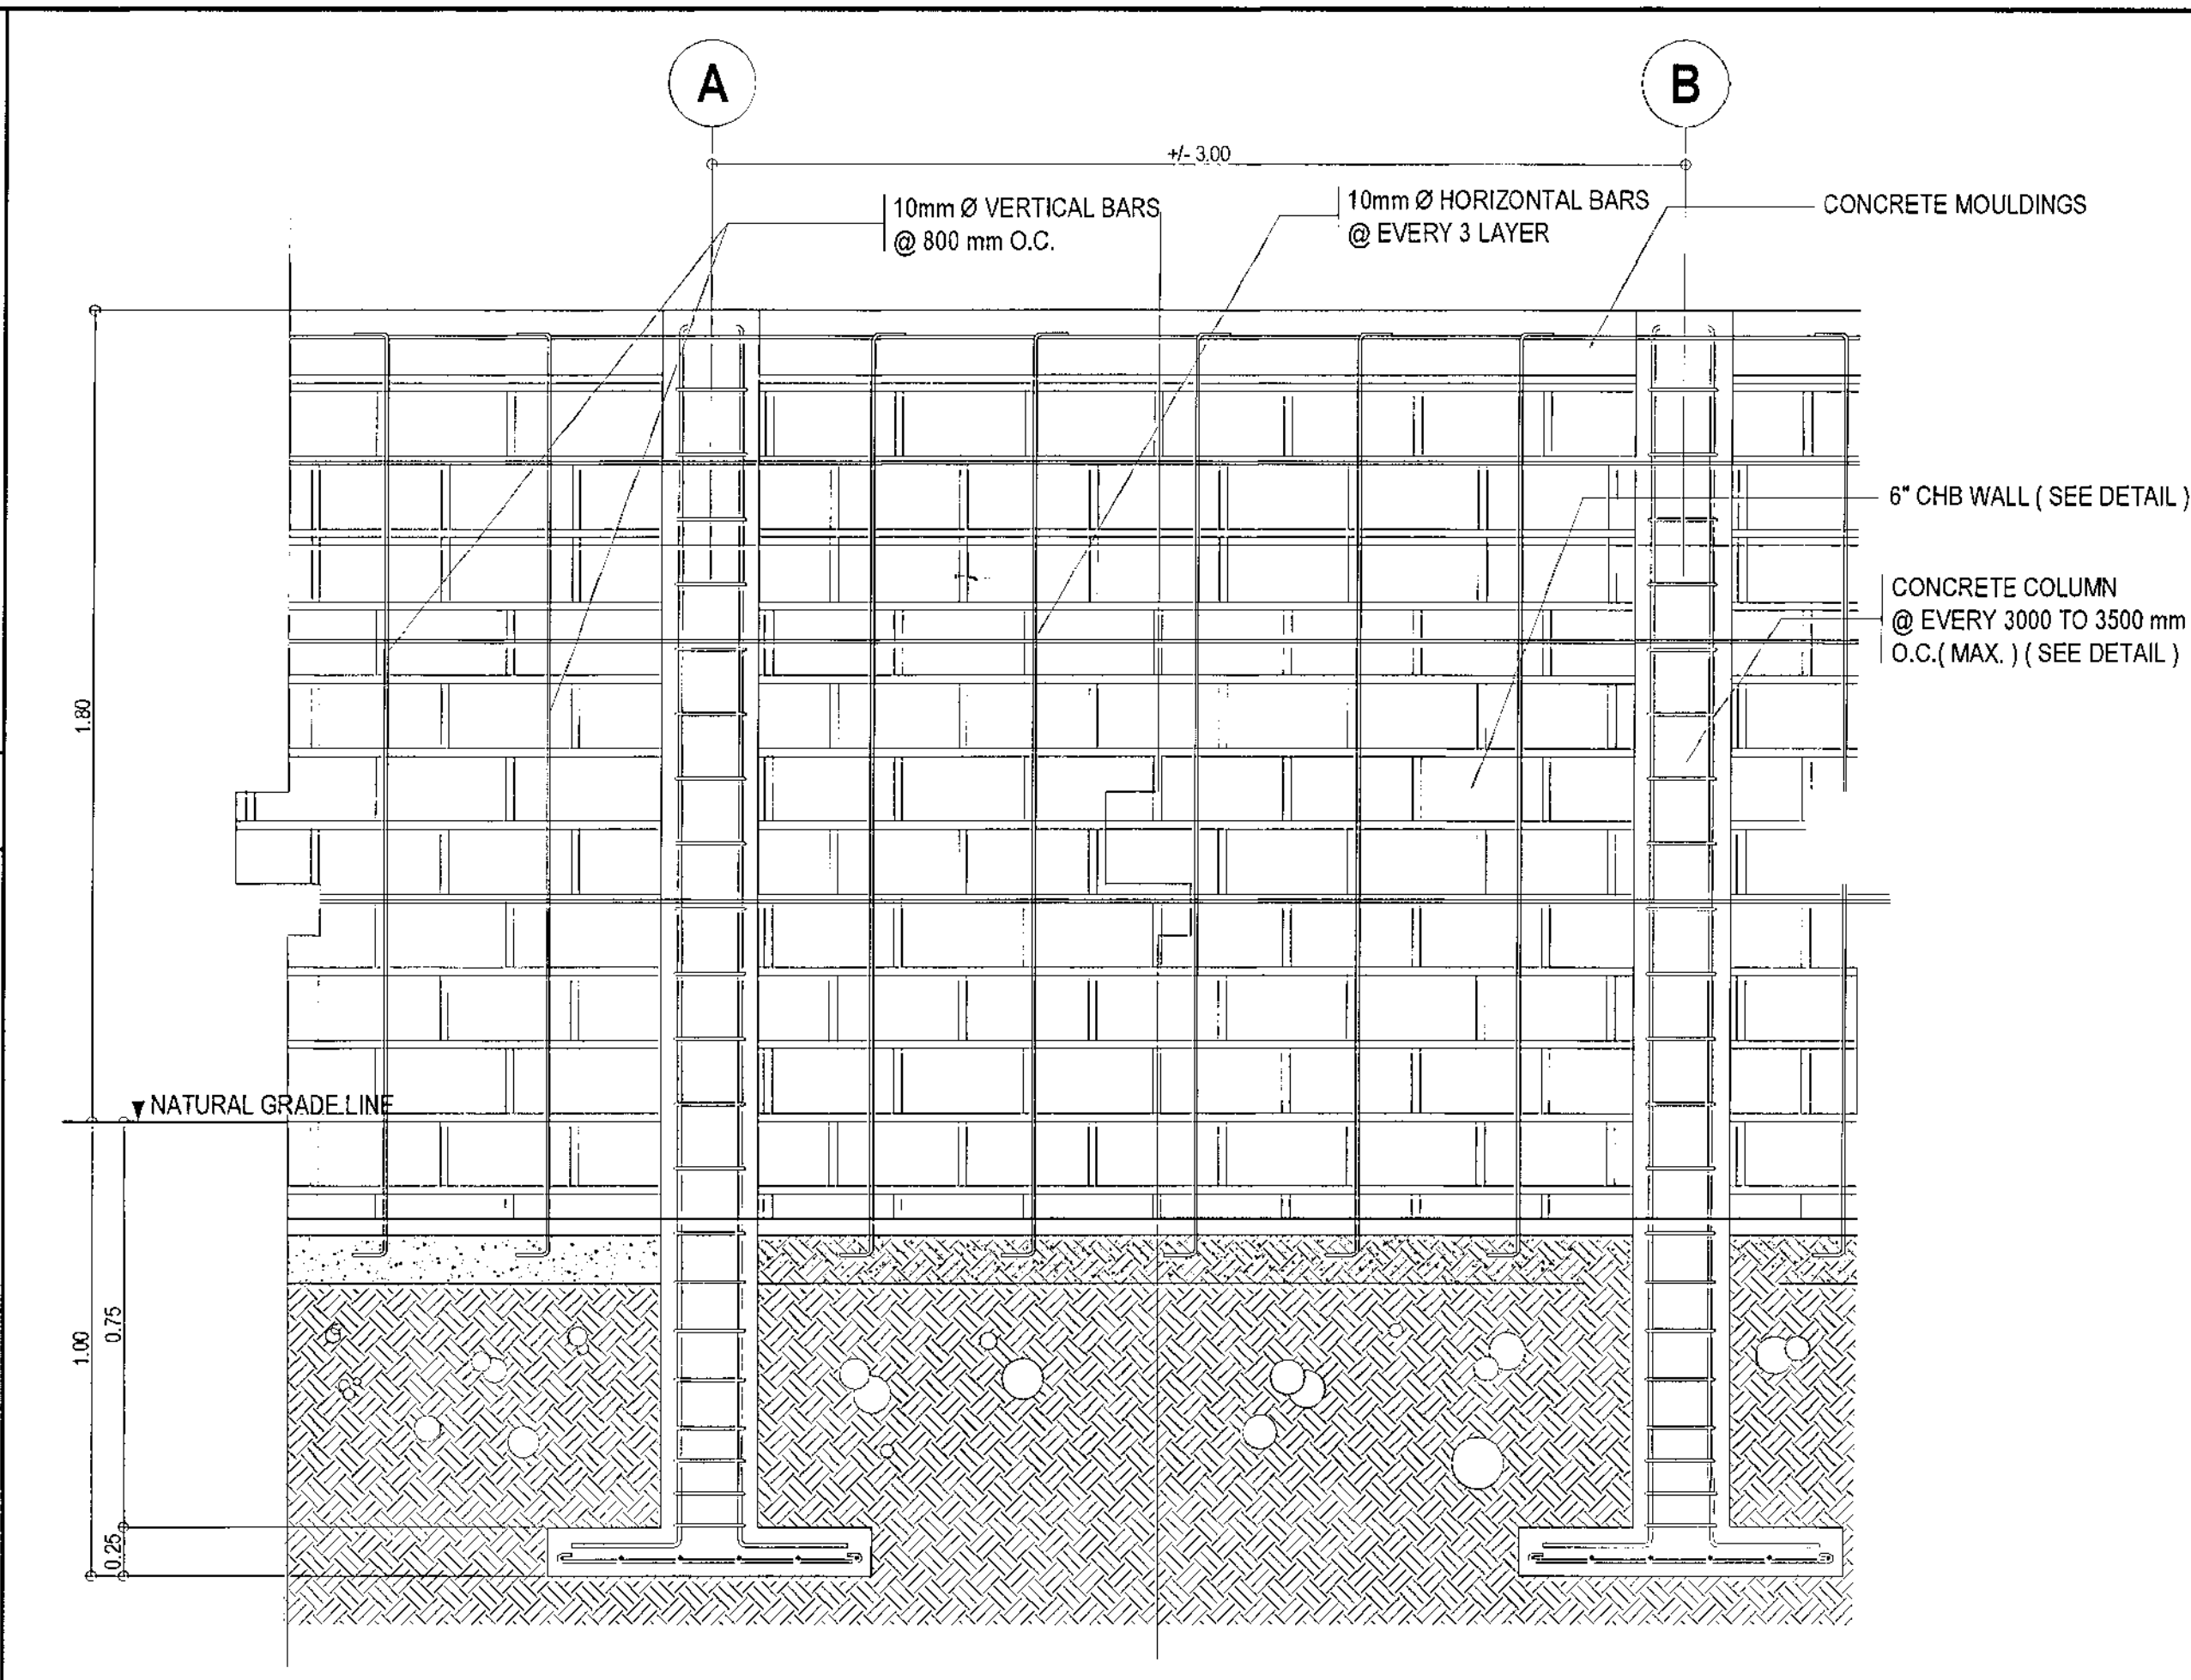 A
B
+/- 3.00
10mm Ø VERTICAL BARS
@ 800 mm O.C.
10mm Ø HORIZONTAL BARS
@ EVERY 3 LAYER
CONCRETE MOULDINGS
6" CHB WALL ( SEE DETAIL )
CONCRETE COLUMN
@ EVERY 3000 TO 3500 mm
O.C.( MAX. ) ( SEE DETAIL )
1.80
NATURAL GRADE LINE
1.00
0.75
0.25